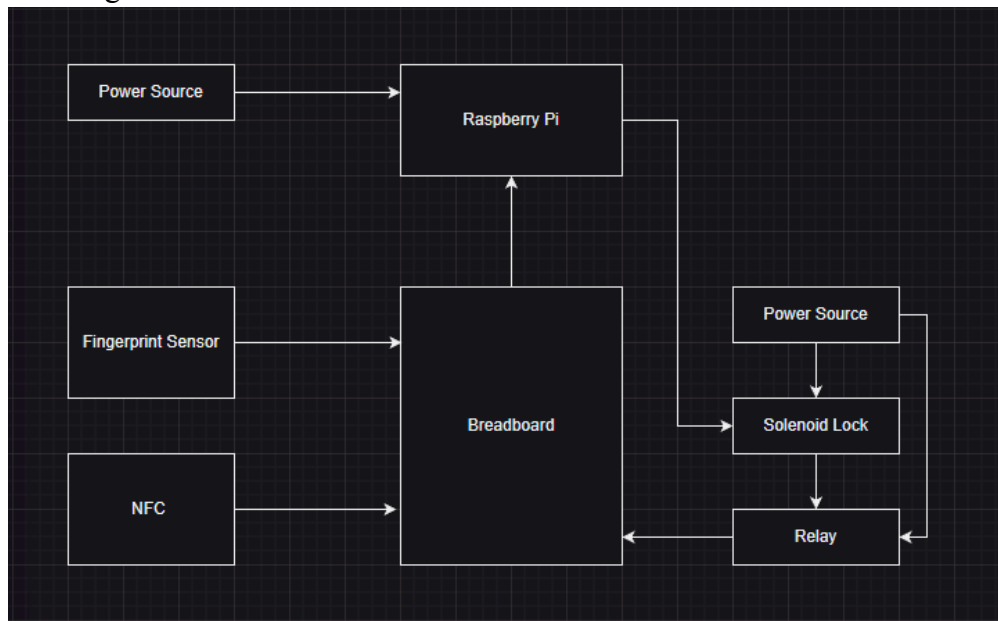 Power Source
Raspberry Pi
Fingerprint Sensor
Power Source
Breadboard
Solenoid Lock
NFC
Relay